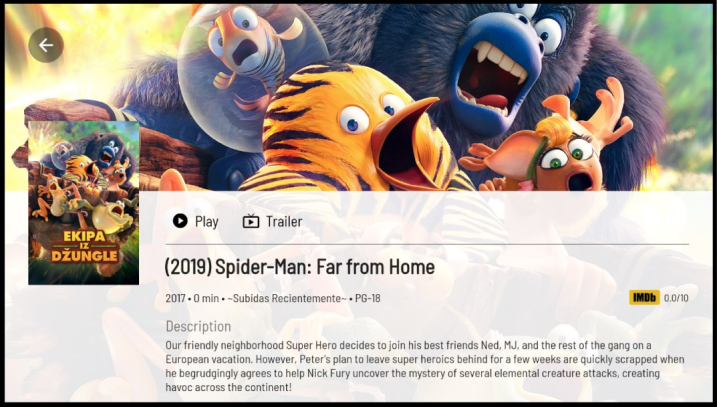 EKIPA
IZ
DŽUNGLE
Play
Trailer
(2019) Spider-Man: Far from Home
2017 • 0 min • ~Subidas Recientemente~ • PG-18
IMDb 0.0/10
Description
Our friendly neighborhood Super Hero decides to join his best friends Ned, MJ, and the rest of the gang on a
European vacation. However, Peter's plan to leave super heroics behind for a few weeks are quickly scrapped when
he begrudgingly agrees to help Nick Fury uncover the mystery of several elemental creature attacks, creating
havoc across the continent!